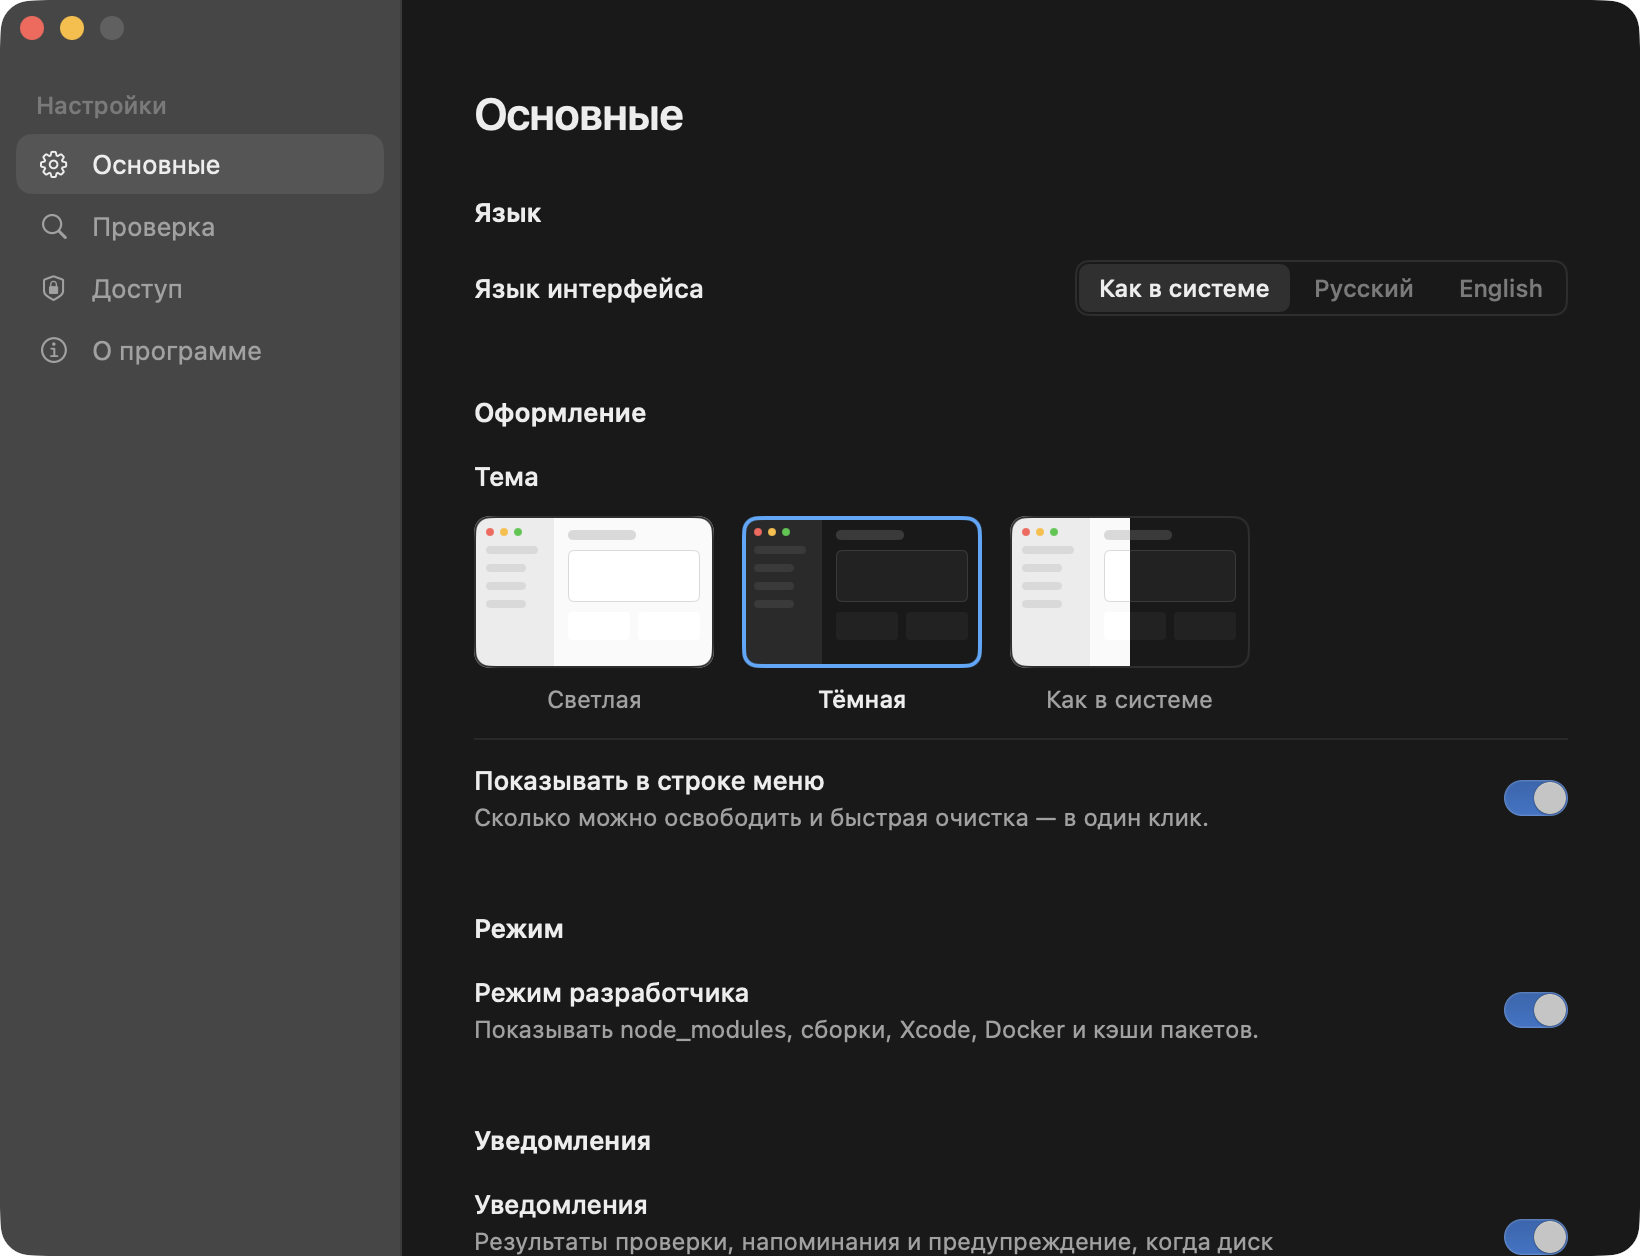 Настройки
Основные
Проверка
Доступ
О программе
Основные
Язык
Язык интерфейса
Как в системе Русский English
Оформление
Тема
Светлая Тёмная Как в системе
Показывать в строке меню
Сколько можно освободить и быстрая очистка — в один клик.
Режим
Режим разработчика
Показывать node_modules, сборки, Xcode, Docker и кэши пакетов.
Уведомления
Уведомления
Результаты проверки, напоминания и предупреждение, когда диск